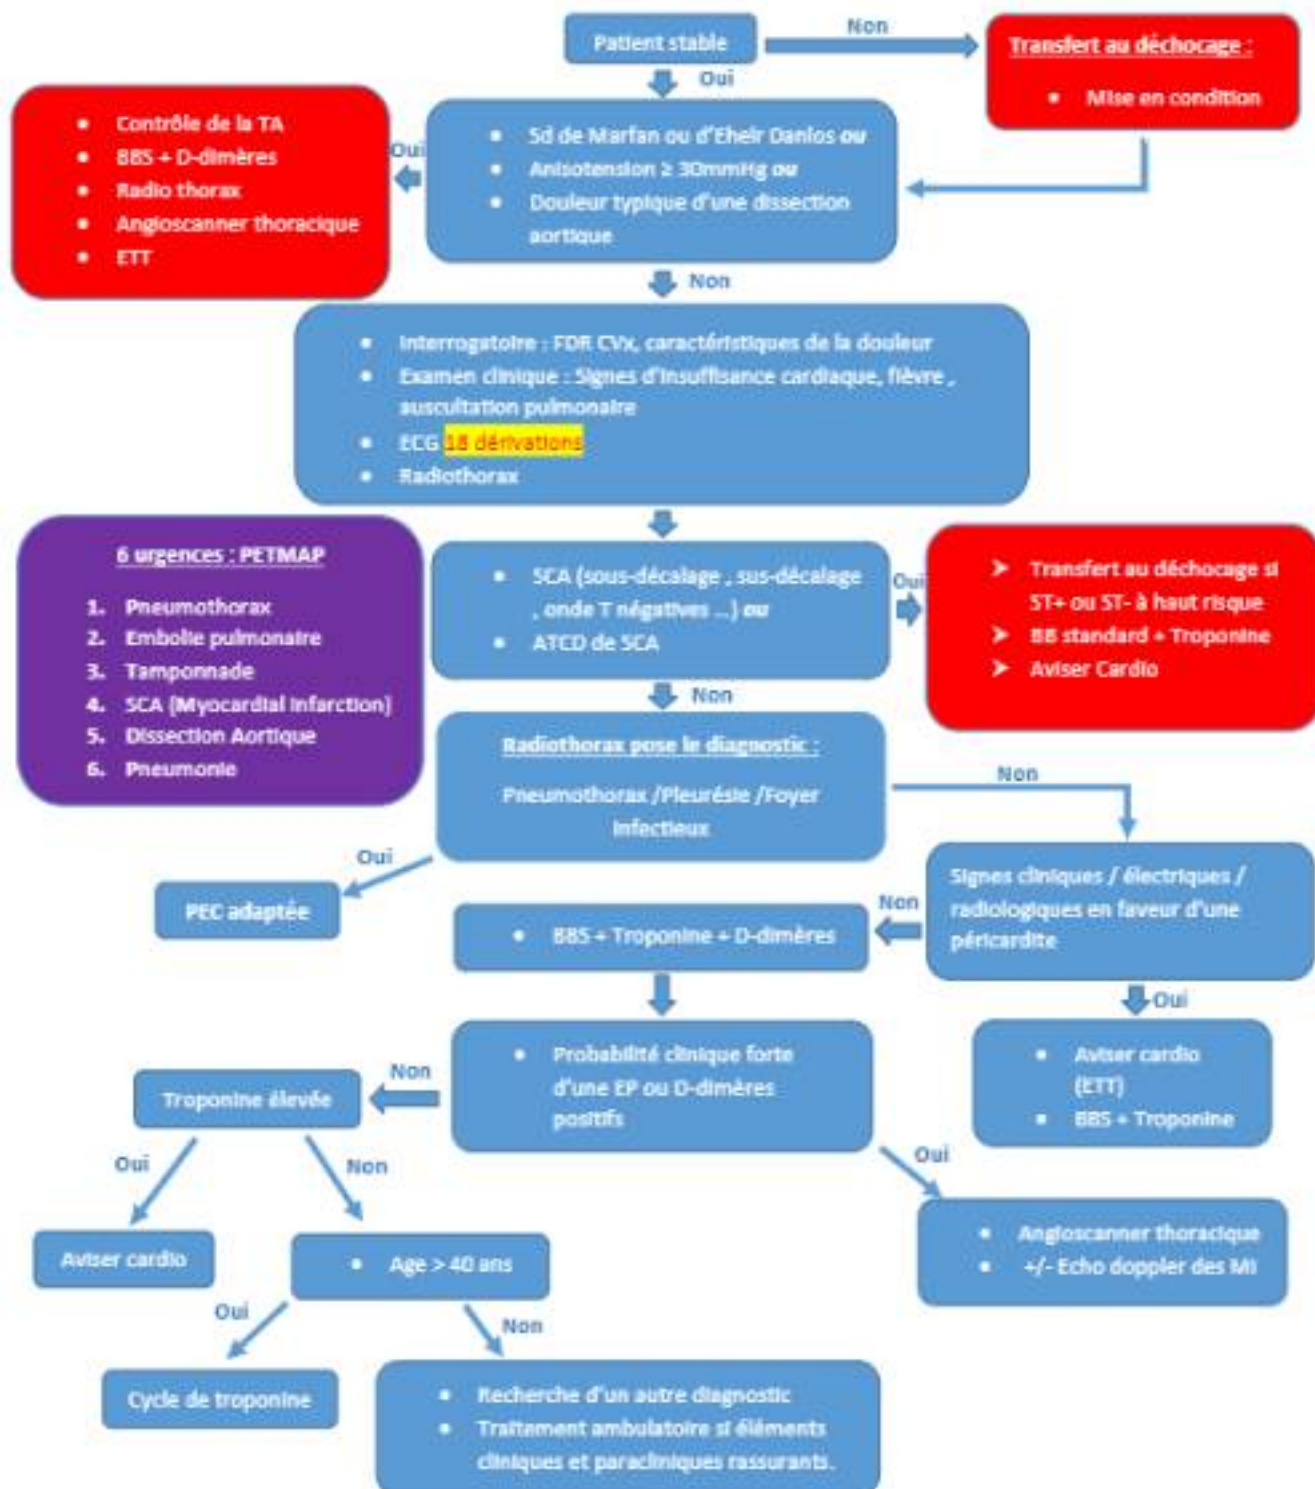 Patient stable
Non
Transfert au déchocage :
• Mise en condition
Oui
• Contrôle de la TA
• BBS + D-dimères
• Radio thorax
• Angioscanner thoracique
• ETT
Oui
• Sd de Marfan ou d'Eheir Danlos ou
• Anisotension ≥ 30mmHg ou
• Douleur typique d'une dissection
aortique
Non
• Interrogatoire : FDR CVx, caractéristiques de la douleur
• Examen clinique : Signes d'insuffisance cardiaque, fièvre ,
auscultation pulmonaire
• ECG 18 dérivations
• Radiothorax
6 urgences : PETMAP
1. Pneumothorax
2. Embolie pulmonaire
3. Tamponnade
4. SCA (Myocardial Infarction)
5. Dissection Aortique
6. Pneumonie
• SCA (sous-décalage , sus-décalage
, onde T négatives ...) ou
• ATCD de SCA
Oui
➤ Transfert au déchocage si
ST+ ou ST- à haut risque
➤ BB standard + Troponine
➤ Aviser Cardio
Non
Radiothorax pose le diagnostic :
Pneumothorax /Pleurésie /Foyer
infectieux
Non
Oui
PEC adaptée
Signes cliniques / électriques /
radiologiques en faveur d'une
péricardite
Non
• BBS + Troponine + D-dimères
Oui
• Aviser cardio
(ETT)
• BBS + Troponine
• Probabilité clinique forte
d'une EP ou D-dimères
positifs
Non
Troponine élevée
Oui
• Angioscanner thoracique
• +/- Echo doppler des MI
Oui
Non
Aviser cardio
• Age > 40 ans
Oui
Non
Cycle de troponine
• Recherche d'un autre diagnostic
• Traitement ambulatoire si éléments
cliniques et paracliniques rassurants.